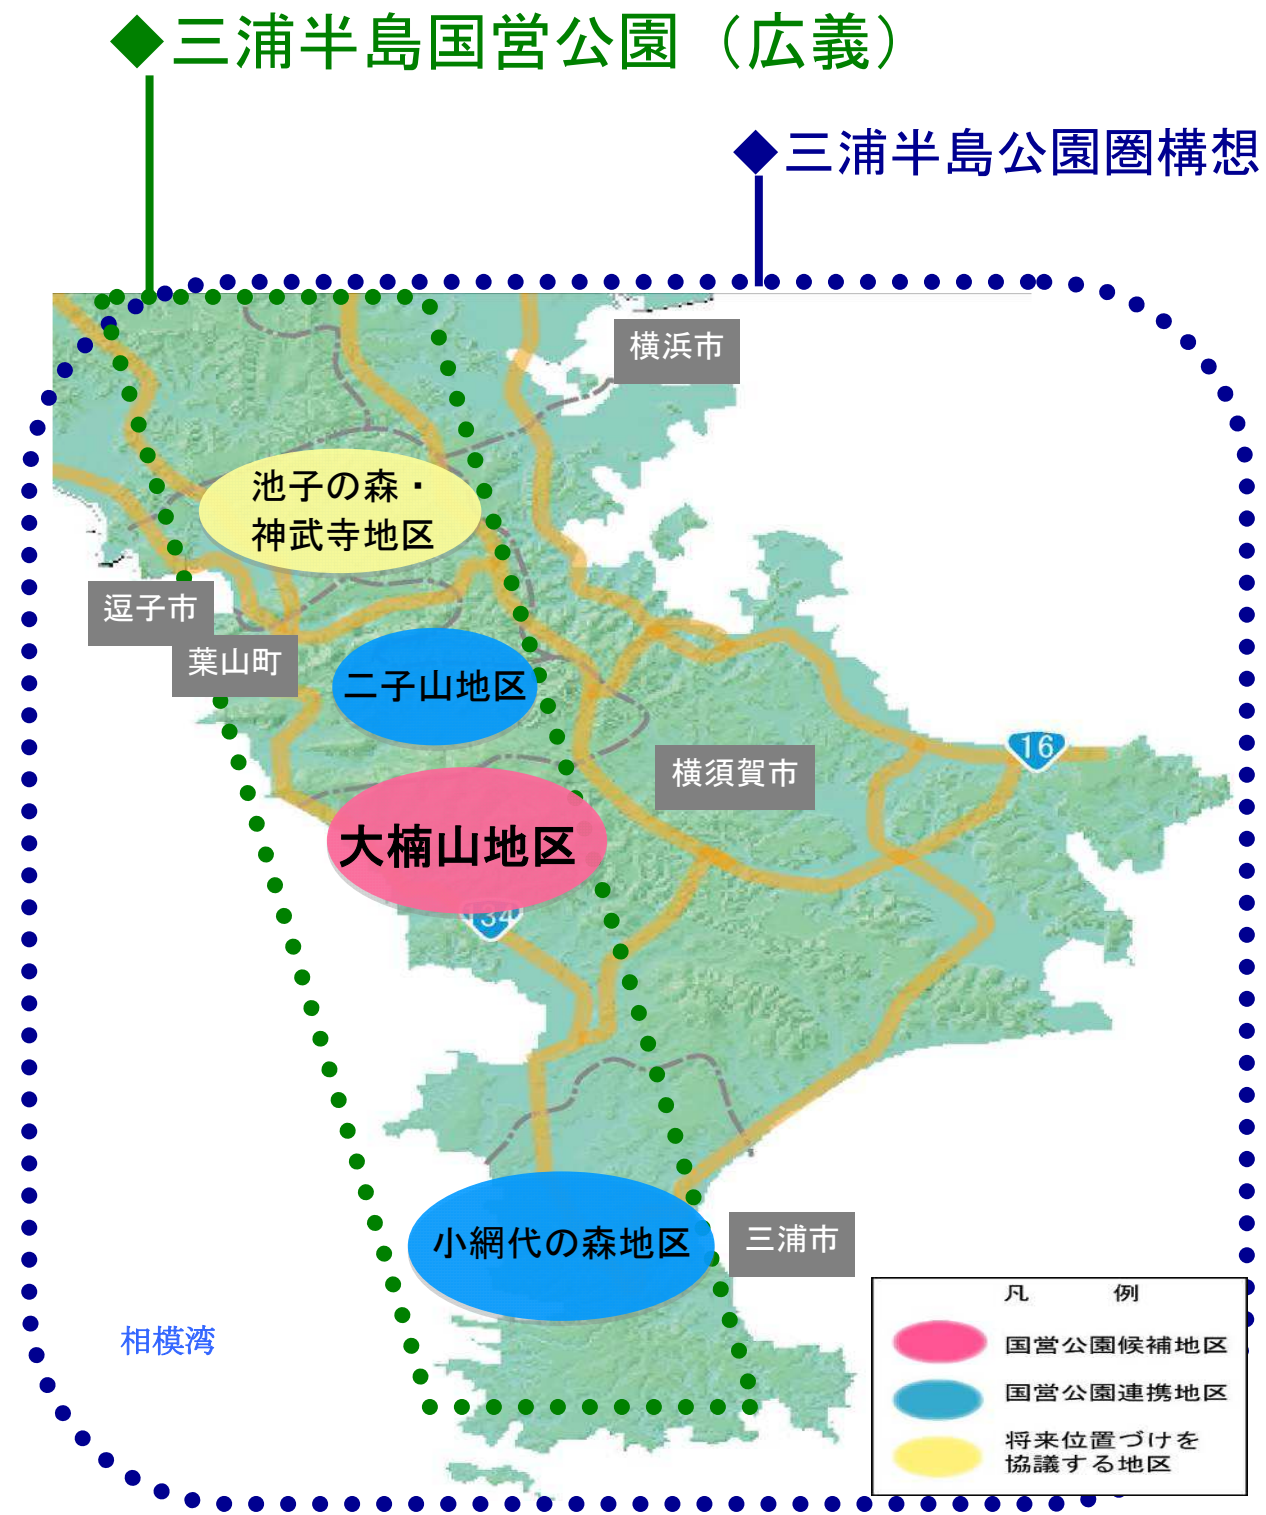 ◆三浦半島国営公園（広義）
◆三浦半島公園圏構想
横浜市
池子の森・
神武寺地区
逗子市
葉山町
二子山地区
横須賀市
16
大楠山地区
134
小網代の森地区
三浦市
相模湾
凡 例
国営公園候補地区
国営公園連携地区
将来位置づけを
協議する地区